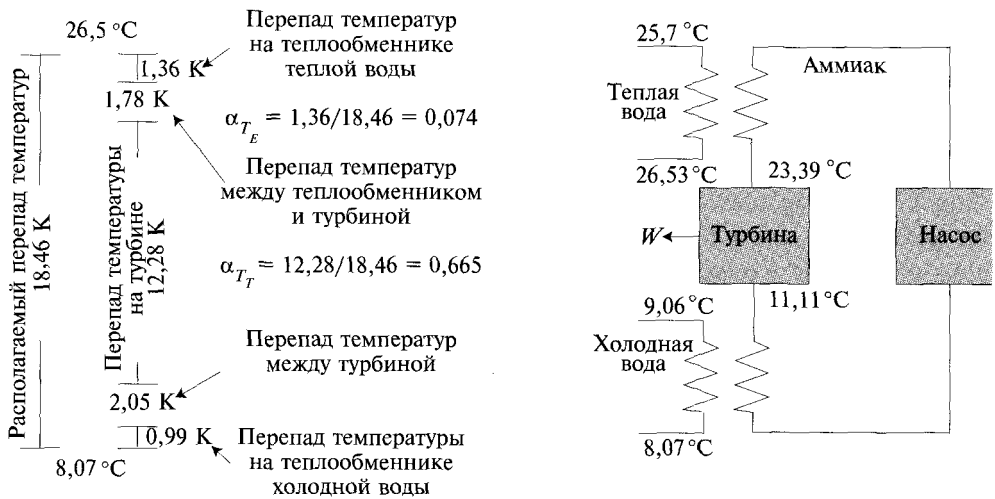 26,5 °C
Перепад температур
на теплообменнике
теплой воды
1,36 K
1,78 K
α_{T_E} = 1,36/18,46 = 0,074
Располагаемый перепад температур
18,46 K
Перепад температуры
на турбине
12,28 K
Перепад температур
между теплообменником
и турбиной
α_{T_T} = 12,28/18,46 = 0,665
Перепад температур
между турбиной
2,05 K
0,99 K
Перепад температуры
на теплообменнике
холодной воды
8,07 °C
25,7 °C
Аммиак
Теплая
вода
26,53 °C
23,39 °C
W
Турбина
Насос
9,06 °C
11,11 °C
Холодная
вода
8,07 °C